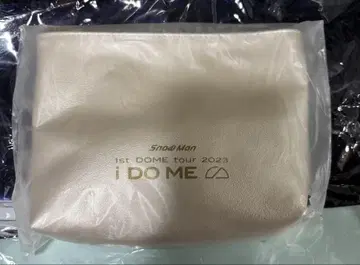 Snow Man
1st DOME tour 2023
i DO ME